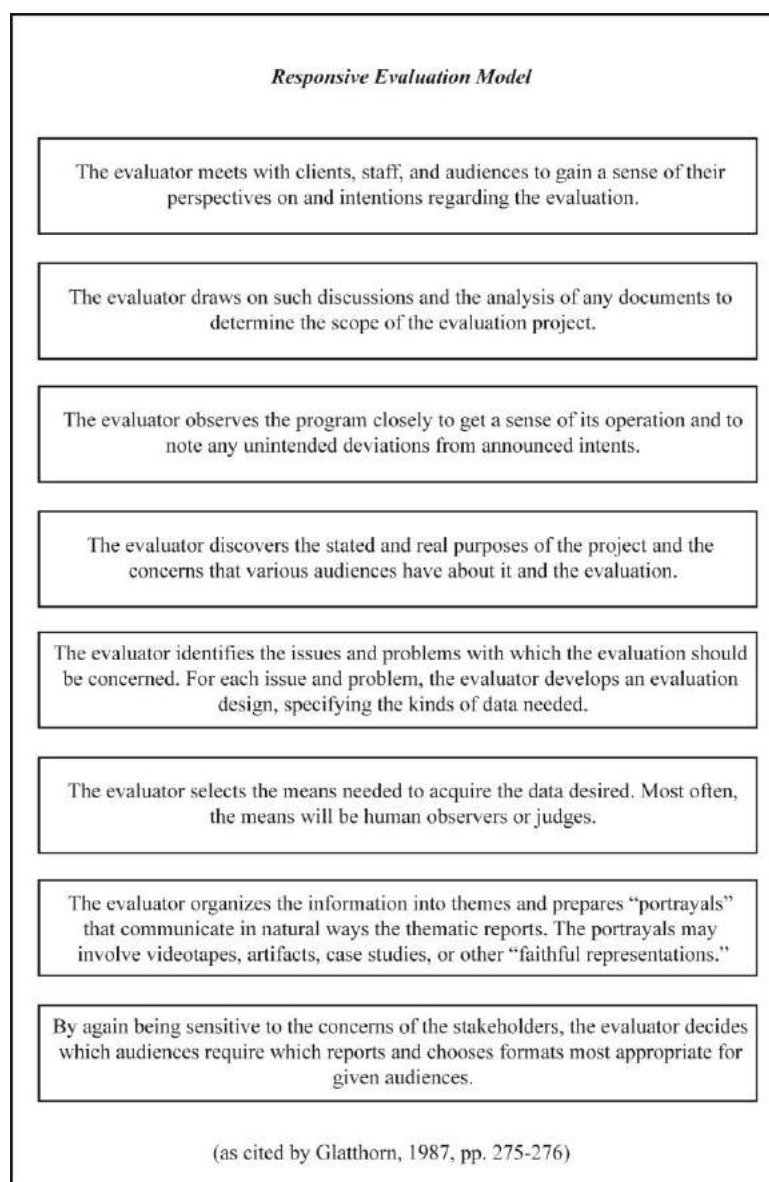 Responsive Evaluation Model
The evaluator meets with clients, staff, and audiences to gain a sense of their
perspectives on and intentions regarding the evaluation.
The evaluator draws on such discussions and the analysis of any documents to
determine the scope of the evaluation project.
The evaluator observes the program closely to get a sense of its operation and to
note any unintended deviations from announced intents.
The evaluator discovers the stated and real purposes of the project and the
concerns that various audiences have about it and the evaluation.
The evaluator identifies the issues and problems with which the evaluation should
be concerned. For each issue and problem, the evaluator develops an evaluation
design, specifying the kinds of data needed.
The evaluator selects the means needed to acquire the data desired. Most often,
the means will be human observers or judges.
The evaluator organizes the information into themes and prepares “portrayals”
that communicate in natural ways the thematic reports. The portrayals may
involve videotapes, artifacts, case studies, or other “faithful representations.”
By again being sensitive to the concerns of the stakeholders, the evaluator decides
which audiences require which reports and chooses formats most appropriate for
given audiences.
(as cited by Glatthorn, 1987, pp. 275-276)